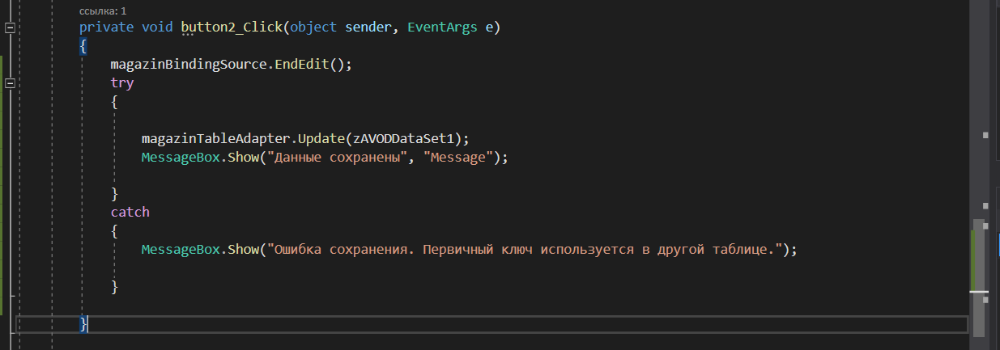 ссылка: 1
private void button2_Click(object sender, EventArgs e)
{
magazinBindingSource.EndEdit();
try
{
magazinTableAdapter.Update(zAVODDataSet1);
MessageBox.Show("Данные сохранены", "Message");
}
catch
{
MessageBox.Show("Ошибка сохранения. Первичный ключ используется в другой таблице.");
}
}